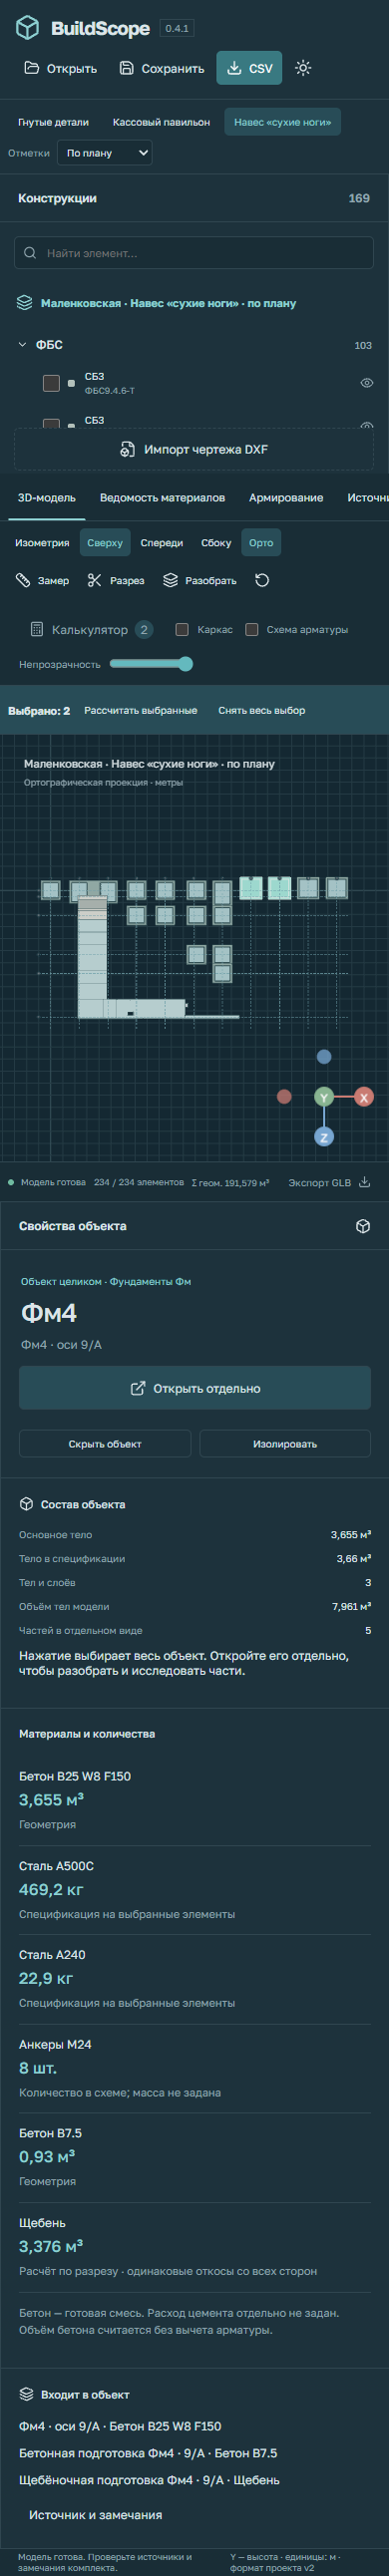 BuildScope 0.4.1
Открыть Сохранить CSV
Гнутые детали Кассовый павильон Навес «сухие ноги»
Отметки По плану
Конструкции 169
Найти элемент...
Маленковская · Навес «сухие ноги» · по плану
ФБС 103
СБ3
ФБС9.4.6-Т
СБ3
Импорт чертежа DXF
3D-модель Ведомость материалов Армирование Источни
Изометрия Сверху Спереди Сбоку Орто
Замер Разрез Разобрать
Калькулятор 2 Каркас Схема арматуры
Непрозрачность
Выбрано: 2 Рассчитать выбранные Снять весь выбор
Маленковская · Навес «сухие ноги» · по плану
Ортографическая проекция · метры
Y X
Z
Модель готова 234 / 234 элементов Σ геом. 191,579 м³ Экспорт GLB
Свойства объекта
Объект целиком · Фундаменты Фм
Фм4
Фм4 · оси 9/А
Открыть отдельно
Скрыть объект Изолировать
Состав объекта
Основное тело 3,655 м³
Тело в спецификации 3,66 м³
Тел и слоёв 3
Объём тел модели 7,961 м³
Частей в отдельном виде 5
Нажатие выбирает весь объект. Откройте его отдельно,
чтобы разобрать и исследовать части.
Материалы и количества
Бетон B25 W8 F150
3,655 м³
Геометрия
Сталь А500С
469,2 кг
Спецификация на выбранные элементы
Сталь А240
22,9 кг
Спецификация на выбранные элементы
Анкеры М24
8 шт.
Количество в схеме; масса не задана
Бетон B7.5
0,93 м³
Геометрия
Щебень
3,376 м³
Расчёт по разрезу · одинаковые откосы со всех сторон
Бетон — готовая смесь. Расход цемента отдельно не задан.
Объём бетона считается без вычета арматуры.
Входит в объект
Фм4 · оси 9/А · Бетон B25 W8 F150
Бетонная подготовка Фм4 · 9/А · Бетон B7.5
Щебёночная подготовка Фм4 · 9/А · Щебень
Источник и замечания
Модель готова. Проверьте источники и замечания комплекта.
Y — высота · единицы: м · формат проекта v2